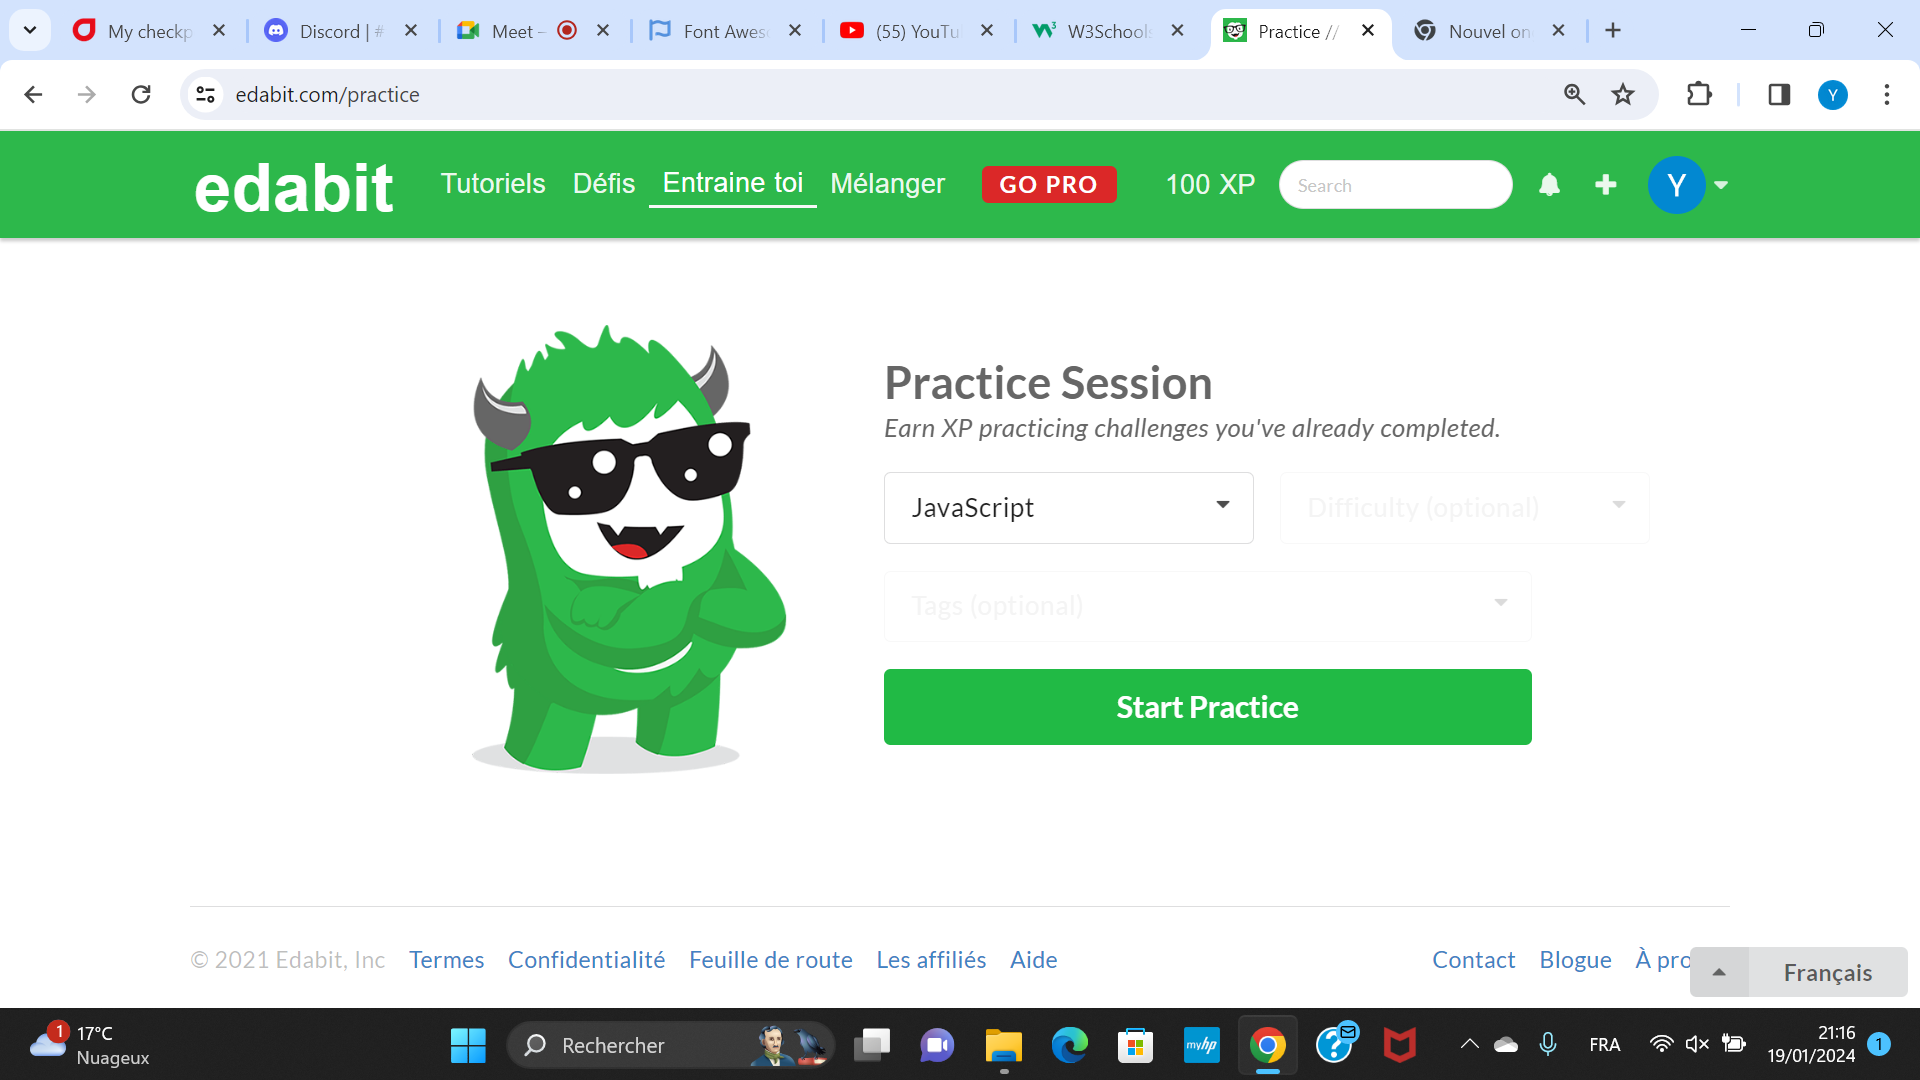 My checkp
Discord | #
Meet –
Font Awes
(55) YouTu
W3Schools
Practice //
Nouvel on
edabit.com/practice
Y
edabit
Tutoriels
Défis
Entraine toi
Mélanger
GO PRO
100 XP
Search
Y
Practice Session
Earn XP practicing challenges you've already completed.
JavaScript
Difficulty (optional)
Tags (optional)
Start Practice
© 2021 Edabit, Inc
Termes
Confidentialité
Feuille de route
Les affiliés
Aide
Contact
Blogue
À pro
Français
1
17°C
Nuageux
Rechercher
myhp
FRA
21:16
19/01/2024
1